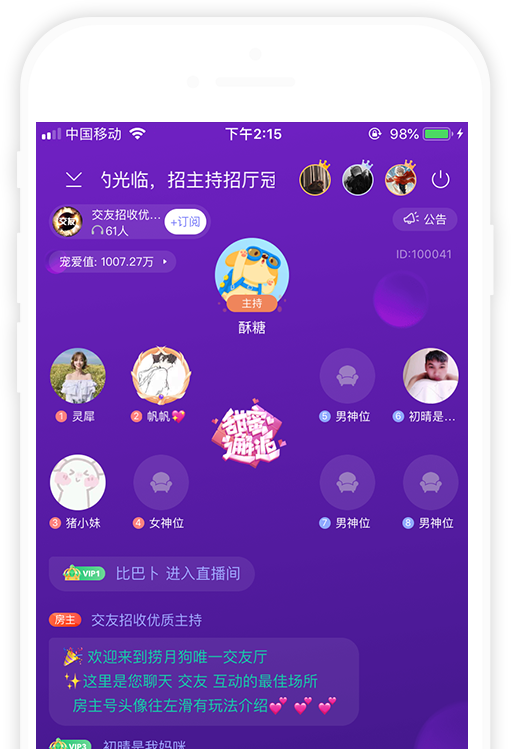 中国移动 下午2:15 98%
的光临，招主持招厅冠
交友
交友招收优... +订阅 公告
61人
宠爱值: 1007.27万 ID:100041
主持
酥糖
1 灵犀 2 帆帆💖 5 男神位 6 初晴是...
甜蜜
邂逅
3 猪小妹 4 女神位 7 男神位 8 男神位
VIP1 比巴卜 进入直播间
房主 交友招收优质主持
🎉 欢迎来到捞月狗唯一交友厅
✨这里是您聊天 交友 互动的最佳场所
房主号头像往左滑有玩法介绍💕 💕 💕
VIP3 初晴是我妈咪